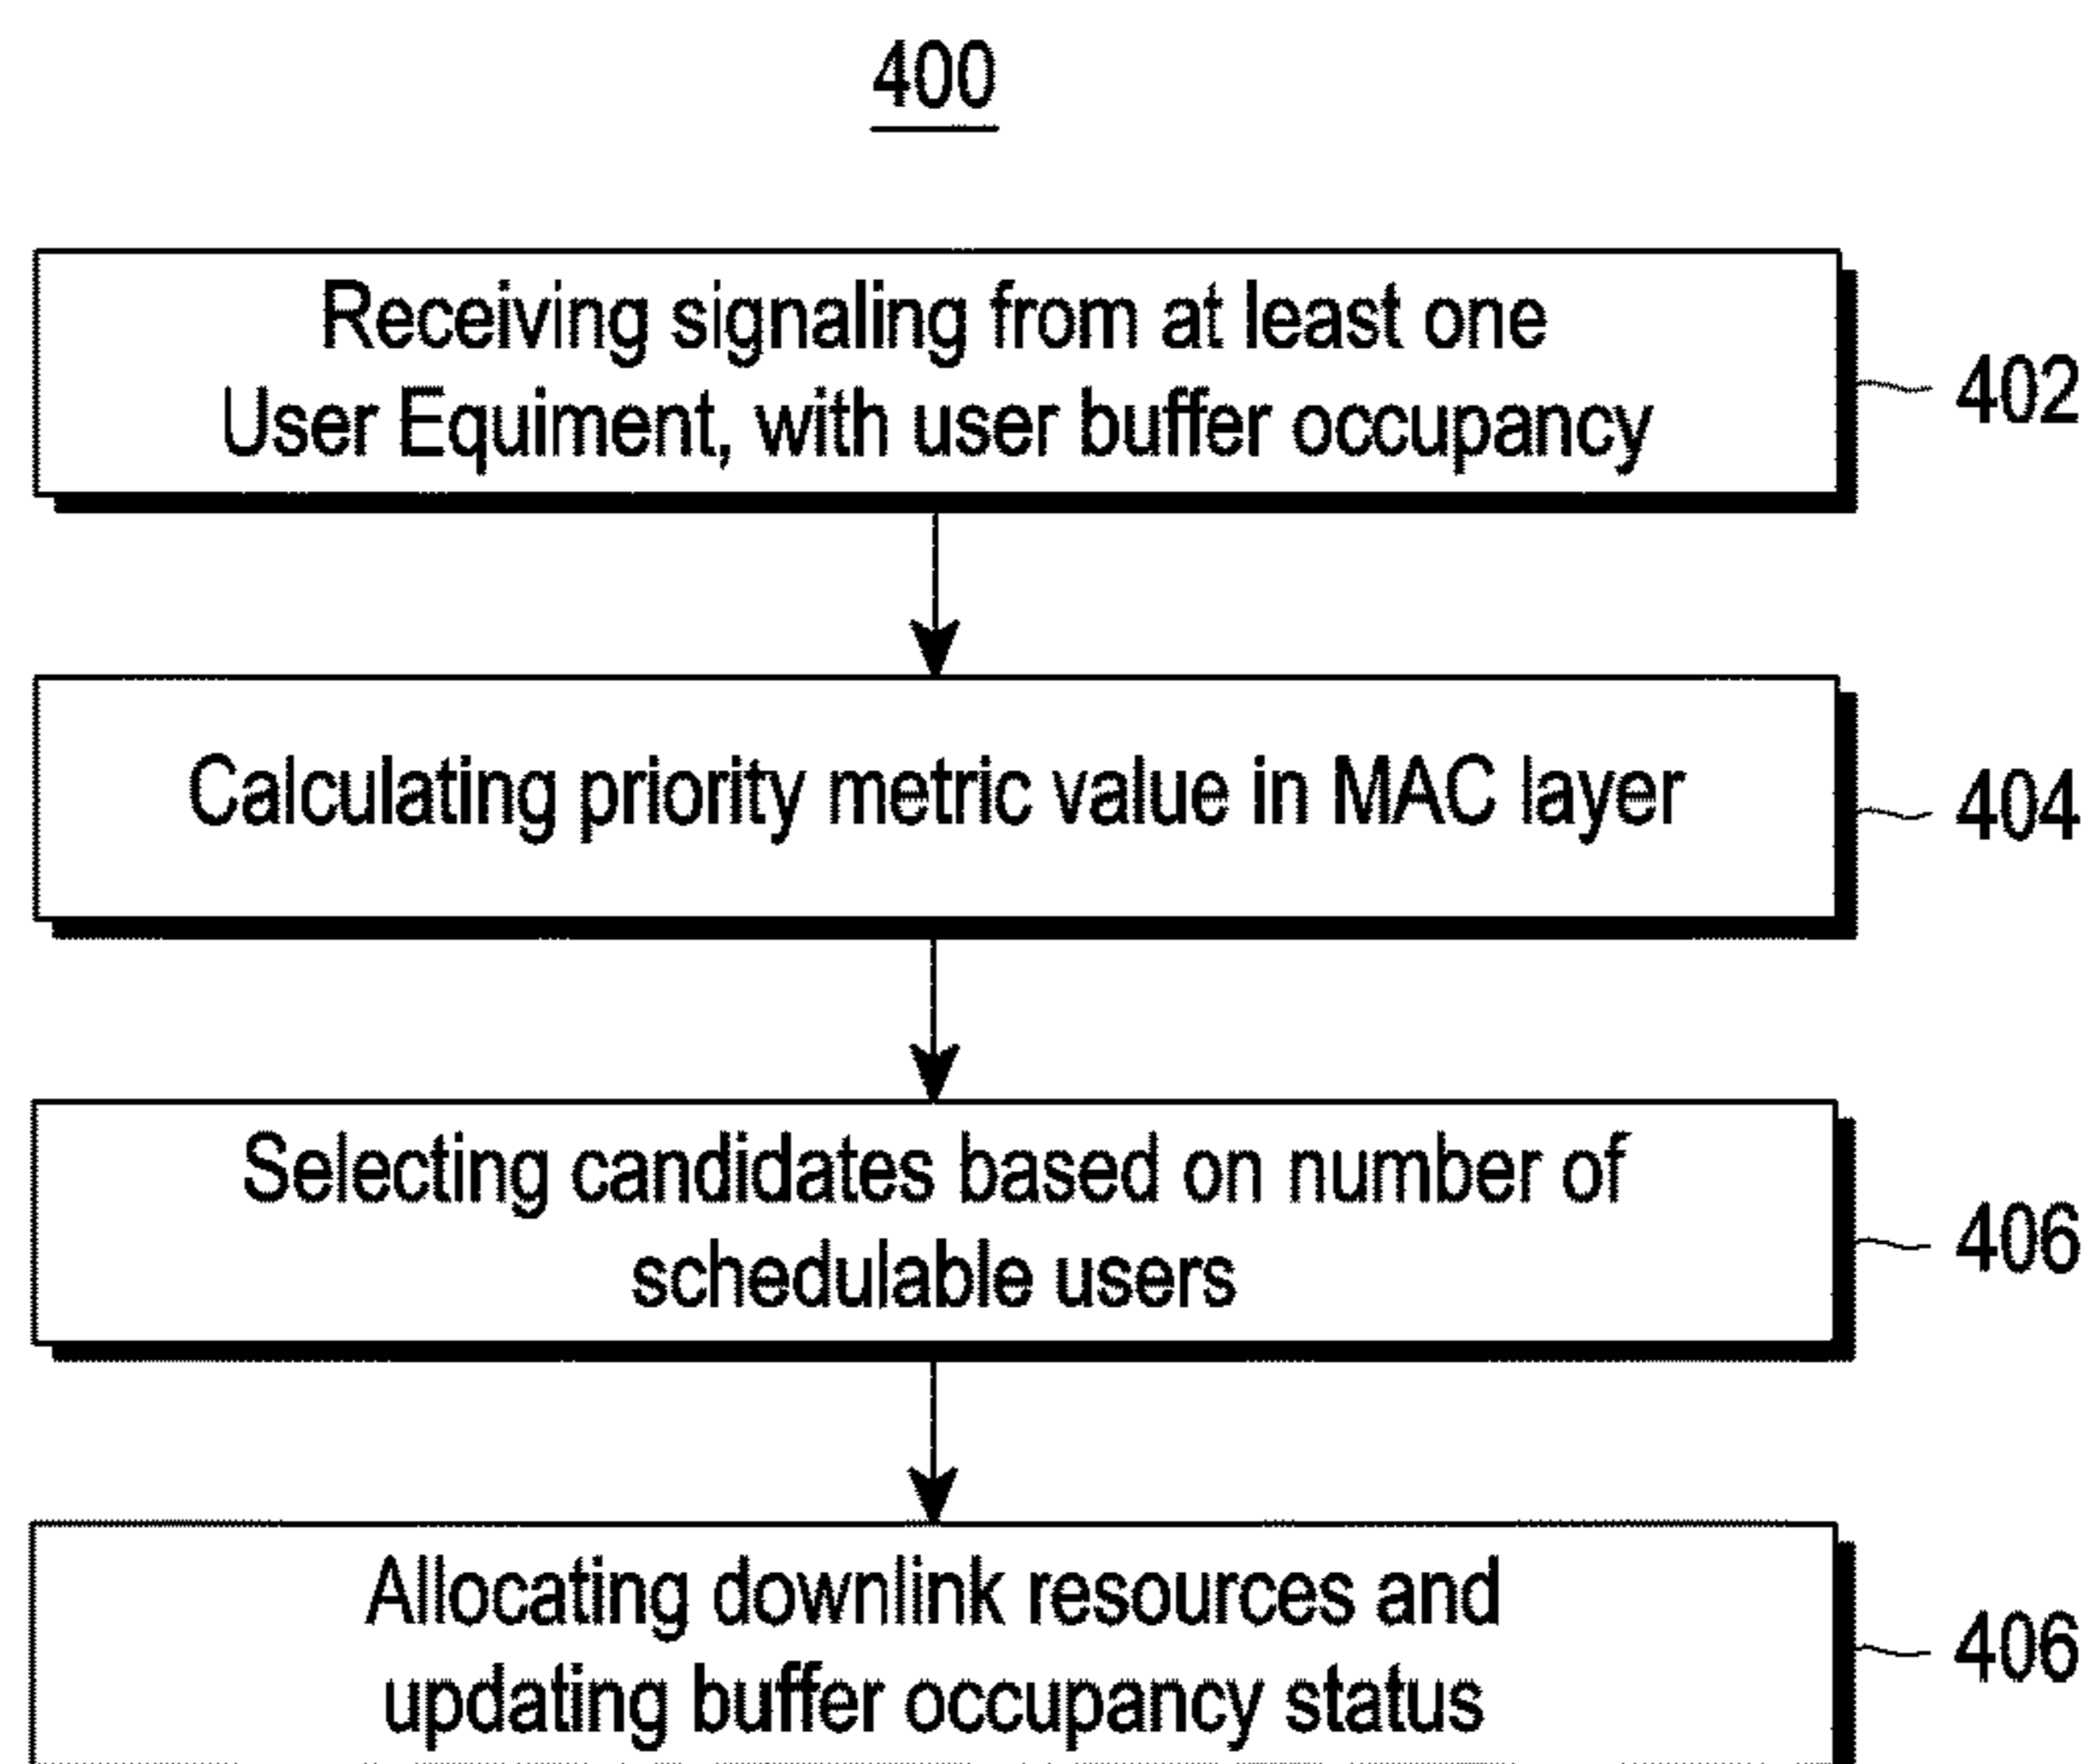 400
Receiving signaling from at least one
User Equiment, with user buffer occupancy
402
Calculating priority metric value in MAC layer
404
Selecting candidates based on number of
schedulable users
406
Allocating downlink resources and
updating buffer occupancy status
406